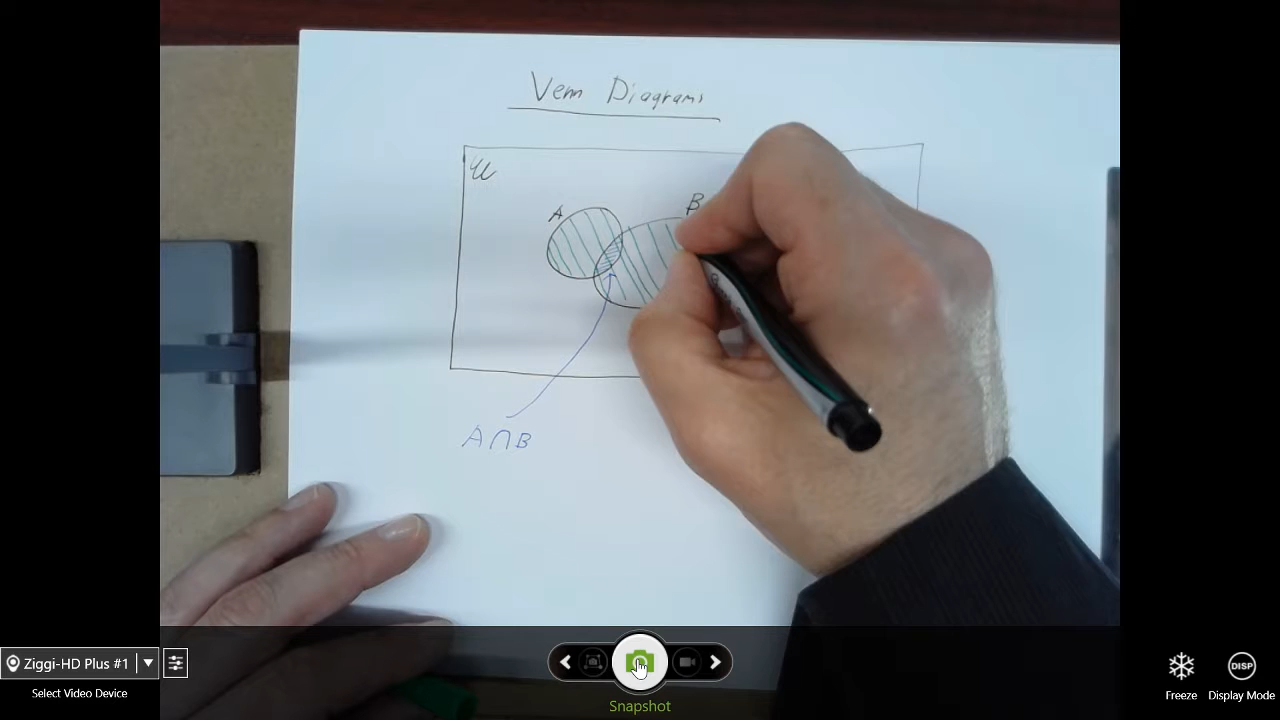 Venn Diagrams
U
A
B
A∩B
Ziggi-HD Plus #1
Select Video Device
Snapshot
Freeze
DISP
Display Mode